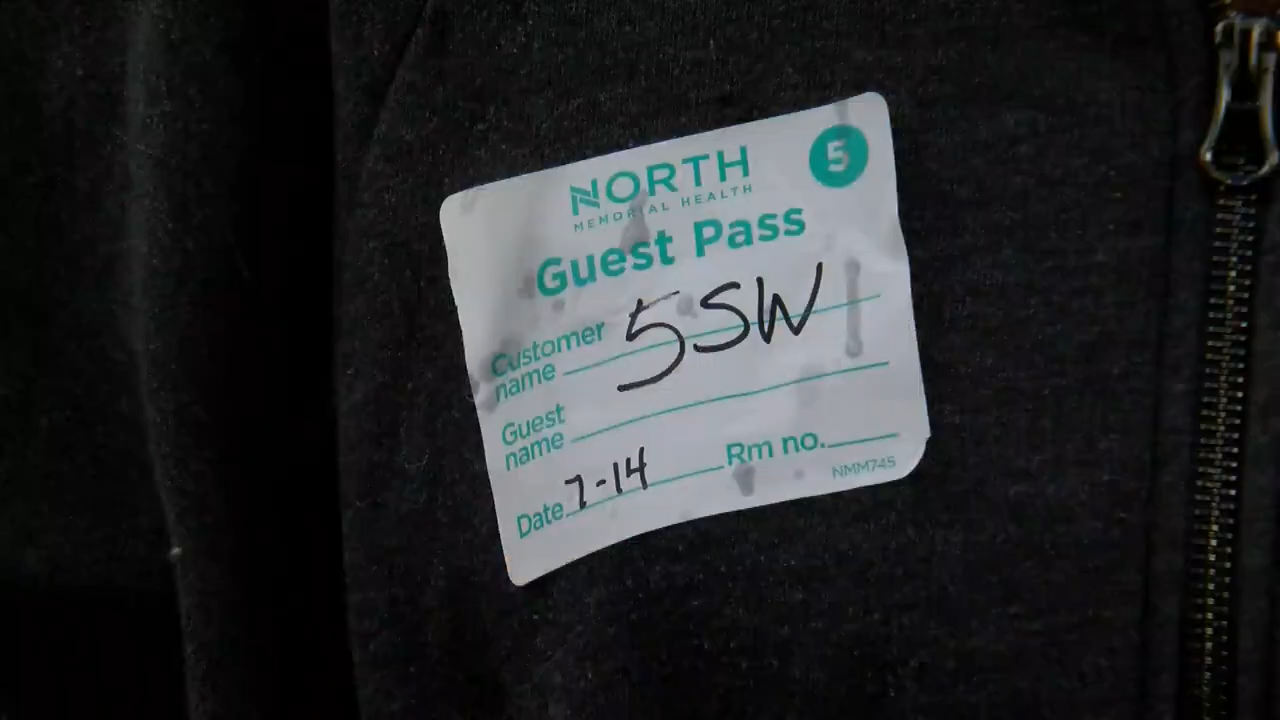 NORTH 5
MEMORIAL HEALTH
Guest Pass
Customer name 5SW
Guest name
Date 7-14 Rm no.
NMM745